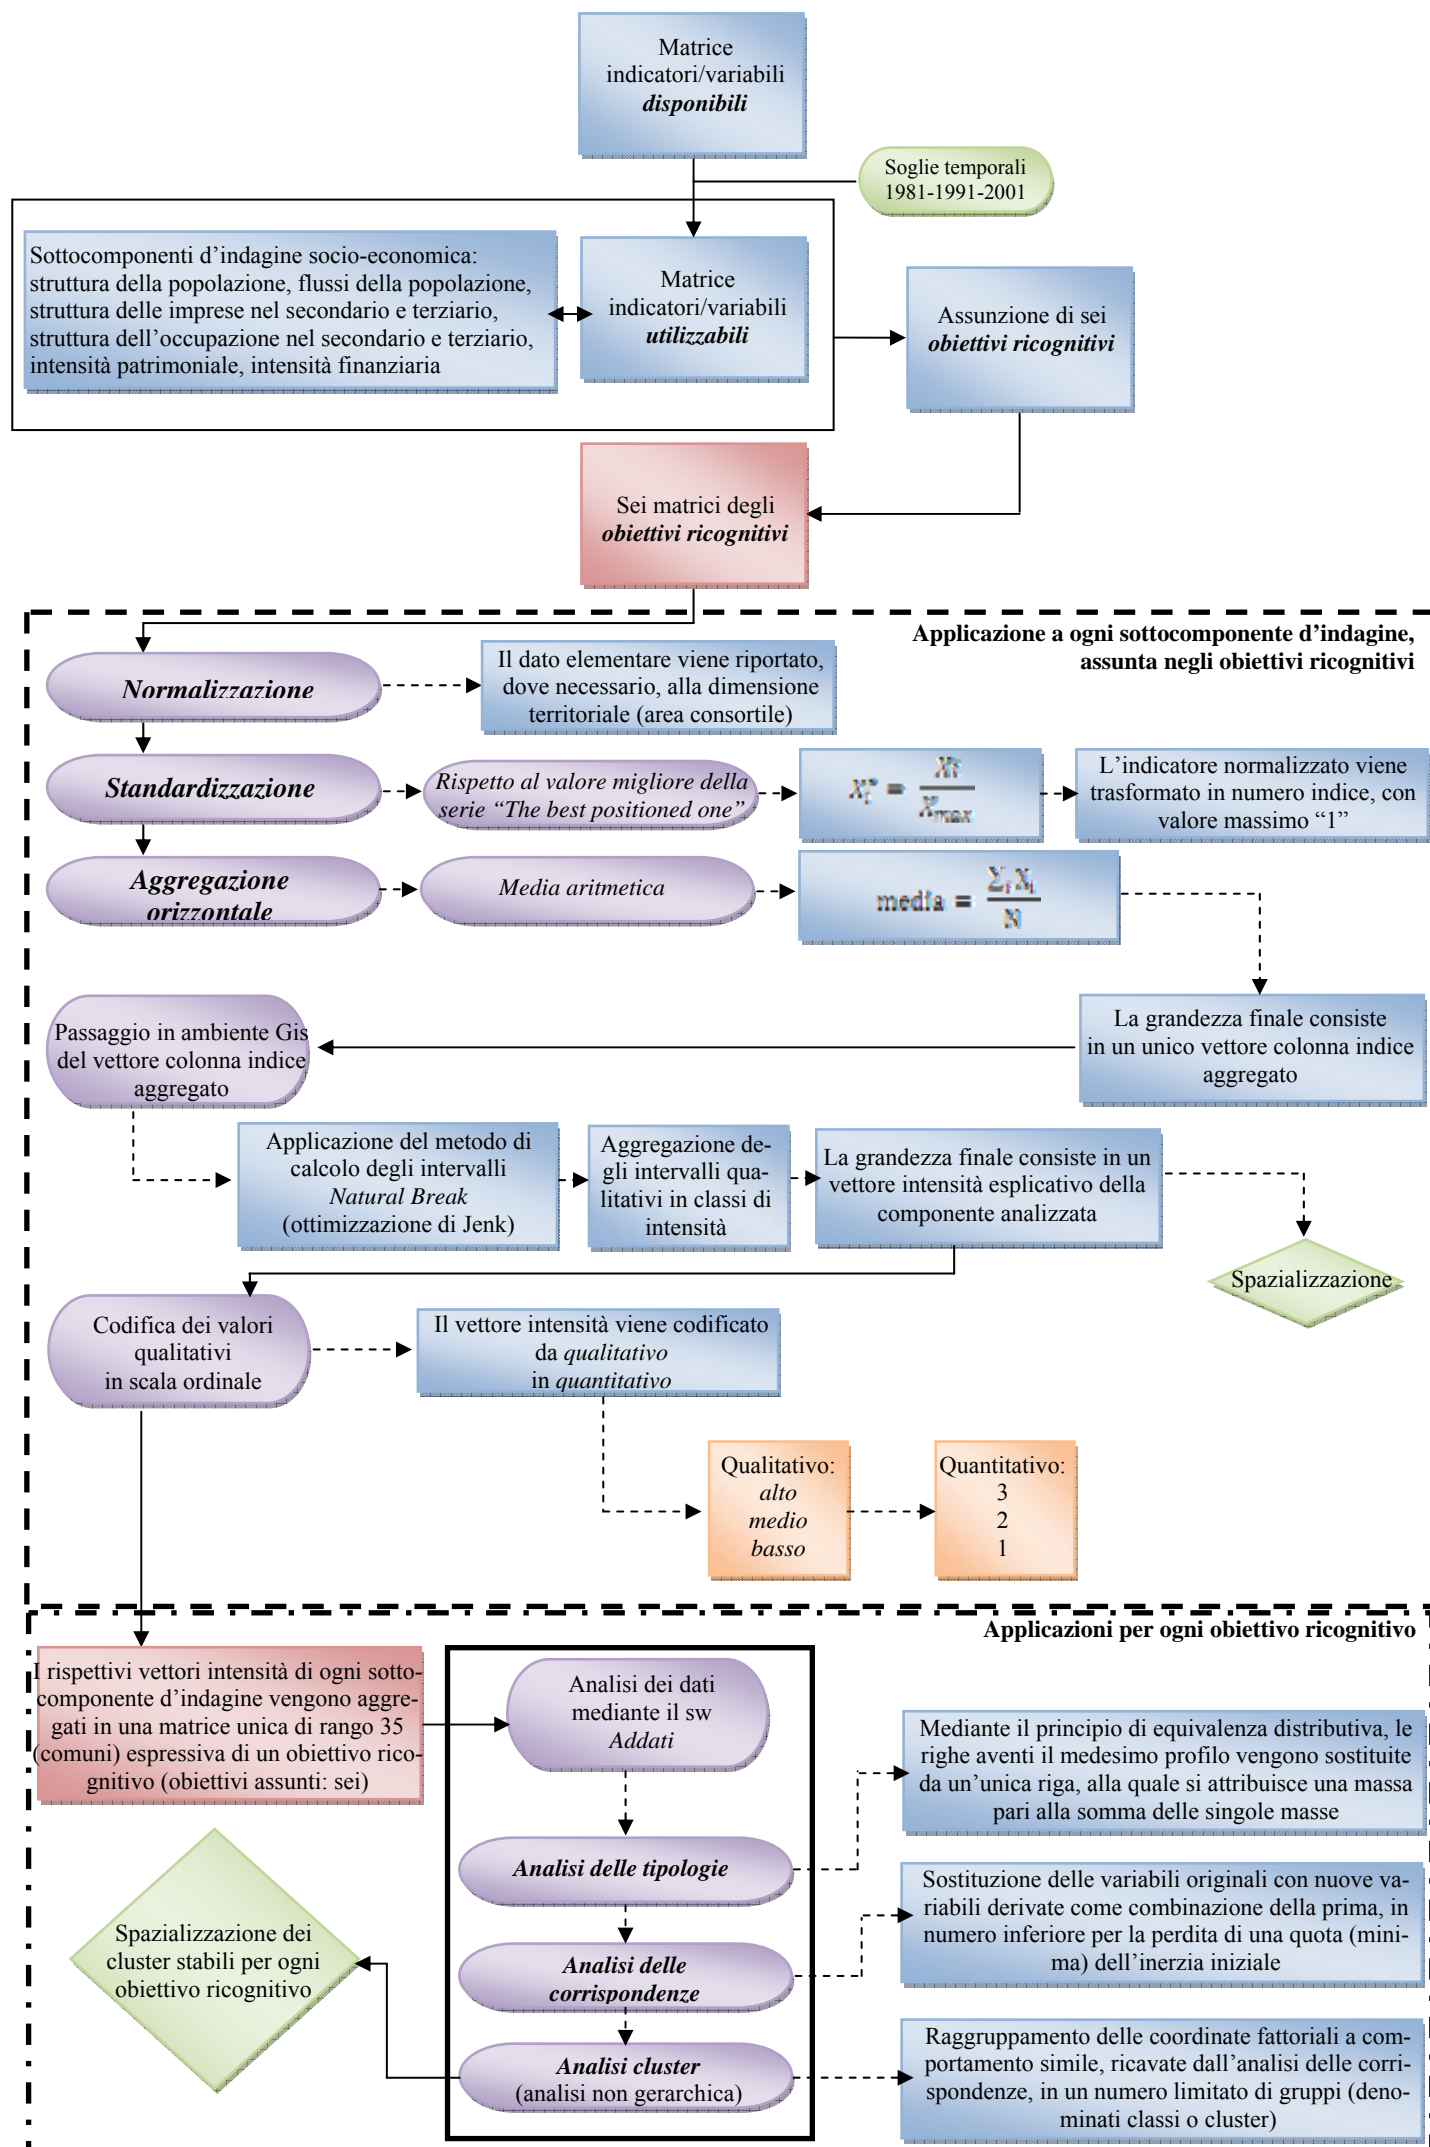 Matrice
indicatori/variabili
disponibili
Soglie temporali
1981-1991-2001
Sottocomponenti d’indagine socio-economica:
struttura della popolazione, flussi della popolazione,
struttura delle imprese nel secondario e terziario,
struttura dell’occupazione nel secondario e terziario,
intensità patrimoniale, intensità finanziaria
Matrice
indicatori/variabili
utilizzabili
Assunzione di sei
obiettivi ricognitivi
Sei matrici degli
obiettivi ricognitivi
Applicazione a ogni sottocomponente d’indagine,
assunta negli obiettivi ricognitivi
Normalizzazione
Il dato elementare viene riportato,
dove necessario, alla dimensione
territoriale (area consortile)
Standardizzazione
Rispetto al valore migliore della
serie “The best positioned one”
X_i^* = X_i / X_max
L’indicatore normalizzato viene
trasformato in numero indice, con
valore massimo “1”
Aggregazione
orizzontale
Media aritmetica
media = Σ_i X_i / N
La grandezza finale consiste
in un unico vettore colonna indice
aggregato
Passaggio in ambiente Gis
del vettore colonna indice
aggregato
Applicazione del metodo di
calcolo degli intervalli
Natural Break
(ottimizzazione di Jenk)
Aggregazione de-
gli intervalli qua-
litativi in classi di
intensità
La grandezza finale consiste in un
vettore intensità esplicativo della
componente analizzata
Spazializzazione
Codifica dei valori
qualitativi
in scala ordinale
Il vettore intensità viene codificato
da qualitativo
in quantitativo
Qualitativo:
alto
medio
basso
Quantitativo:
3
2
1
Applicazioni per ogni obiettivo ricognitivo
I rispettivi vettori intensità di ogni sotto-
componente d’indagine vengono aggre-
gati in una matrice unica di rango 35
(comuni) espressiva di un obiettivo rico-
gnitivo (obiettivi assunti: sei)
Analisi dei dati
mediante il sw
Addati
Mediante il principio di equivalenza distributiva, le
righe aventi il medesimo profilo vengono sostituite
da un’unica riga, alla quale si attribuisce una massa
pari alla somma delle singole masse
Analisi delle tipologie
Sostituzione delle variabili originali con nuove va-
riabili derivate come combinazione della prima, in
numero inferiore per la perdita di una quota (mini-
ma) dell’inerzia iniziale
Spazializzazione dei
cluster stabili per ogni
obiettivo ricognitivo
Analisi delle
corrispondenze
Analisi cluster
(analisi non gerarchica)
Raggruppamento delle coordinate fattoriali a com-
portamento simile, ricavate dall’analisi delle corri-
spondenze, in un numero limitato di gruppi (deno-
minati classi o cluster)